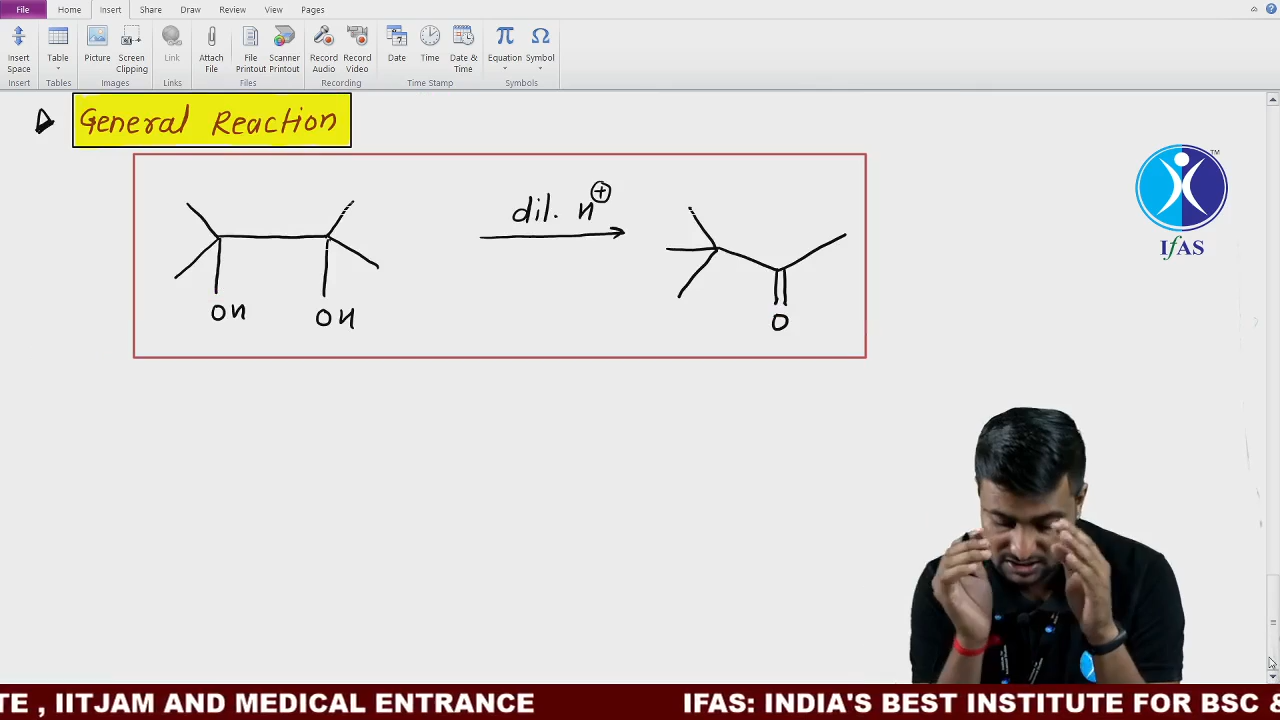 File Home Insert Share Draw Review View Pages
Insert Space Table Picture Screen Clipping Link Attach File File Printout Scanner Printout Record Audio Record Video Date Time Date & Time Equation Symbol
Insert Tables Images Links Files Recording Time Stamp Symbols
General Reaction
dil. H⊕
OH OH
O
TM
IFAS
TE , IITJAM AND MEDICAL ENTRANCE IFAS: INDIA'S BEST INSTITUTE FOR BSC &